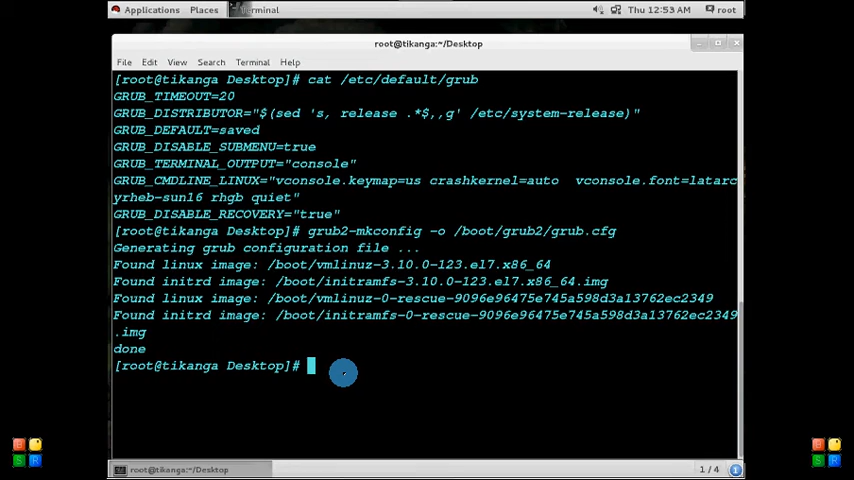 Applications Places Terminal Thu 12:53 AM root
root@tikanga:~/Desktop
File Edit View Search Terminal Help
[root@tikanga Desktop]# cat /etc/default/grub
GRUB_TIMEOUT=20
GRUB_DISTRIBUTOR="$(sed 's, release .*$,,g' /etc/system-release)"
GRUB_DEFAULT=saved
GRUB_DISABLE_SUBMENU=true
GRUB_TERMINAL_OUTPUT="console"
GRUB_CMDLINE_LINUX="vconsole.keymap=us crashkernel=auto  vconsole.font=latarc
yrheb-sun16 rhgb quiet"
GRUB_DISABLE_RECOVERY="true"
[root@tikanga Desktop]# grub2-mkconfig -o /boot/grub2/grub.cfg
Generating grub configuration file ...
Found linux image: /boot/vmlinuz-3.10.0-123.el7.x86_64
Found initrd image: /boot/initramfs-3.10.0-123.el7.x86_64.img
Found linux image: /boot/vmlinuz-0-rescue-9096e96475e745a598d3a13762ec2349
Found initrd image: /boot/initramfs-0-rescue-9096e96475e745a598d3a13762ec2349
.img
done
[root@tikanga Desktop]#
root@tikanga:~/Desktop 1 / 4 1